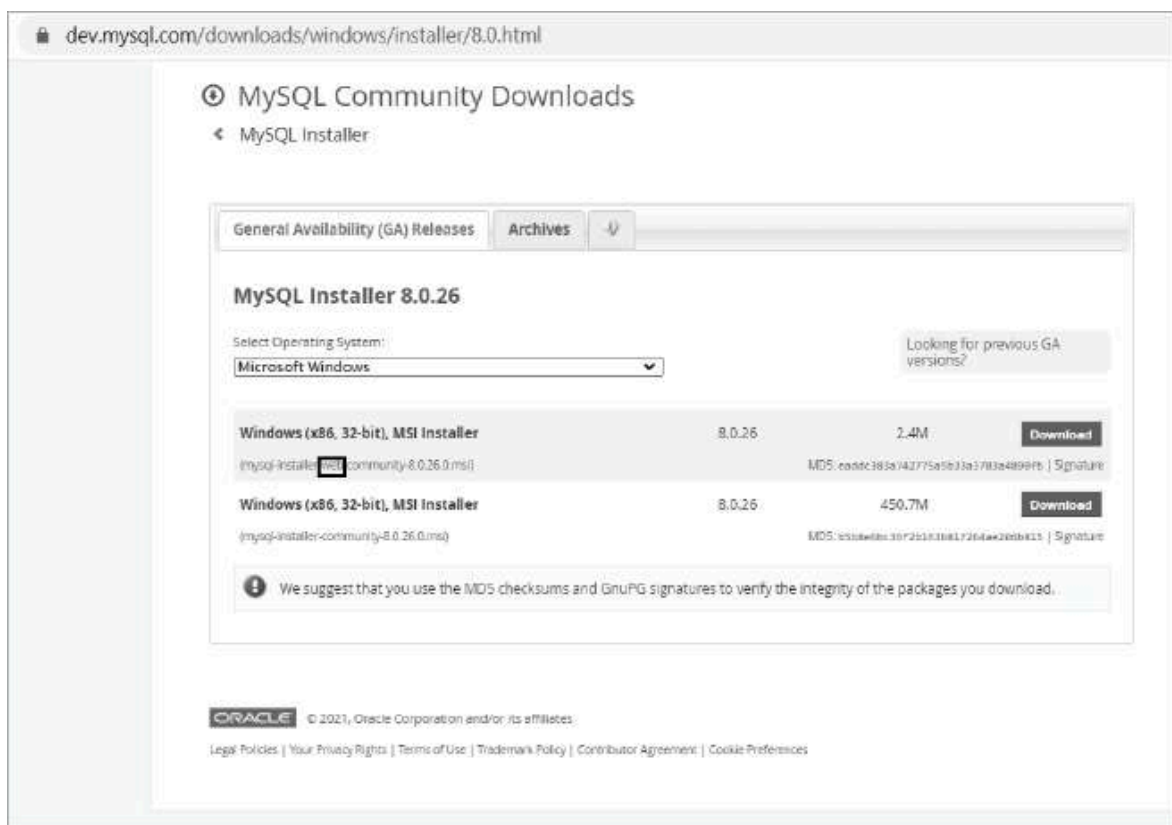 dev.mysql.com/downloads/windows/installer/8.0.html
MySQL Community Downloads
MySQL Installer
General Availability (GA) Releases
Archives
MySQL Installer 8.0.26
Select Operating System:
Microsoft Windows
Looking for previous GA
versions?
Windows (x86, 32-bit), MSI Installer 8.0.26 2.4M Download
(mysql-installer-web-community-8.0.26.0.msi) MD5: | Signature
Windows (x86, 32-bit), MSI Installer 8.0.26 450.7M Download
(mysql-installer-community-8.0.26.0.msi) MD5: | Signature
We suggest that you use the MD5 checksums and GnuPG signatures to verify the integrity of the packages you download.
ORACLE © 2021, Oracle Corporation and/or its affiliates
Legal Policies | Your Privacy Rights | Terms of Use | Trademark Policy | Contributor Agreement | Cookie Preferences